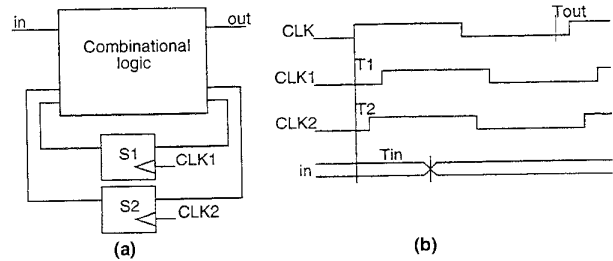 in
out
Combinational
logic
S1
CLK1
S2
CLK2
(a)
Tout
CLK
T1
CLK1
T2
CLK2
Tin
in
(b)